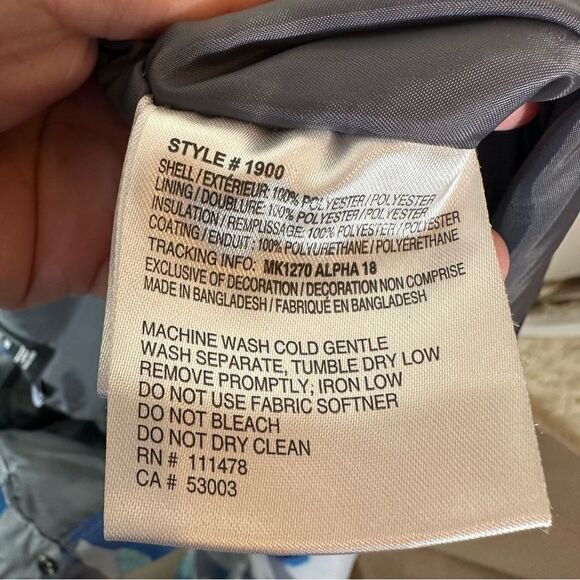 STYLE # 1900
SHELL / EXTÉRIEUR: 100% POLYESTER / POLYESTER
LINING / DOUBLURE: 100% POLYESTER / POLYESTER
INSULATION / REMPLISSAGE: 100% POLYESTER / POLYESTER
COATING / ENDUIT: 100% POLYURETHANE / POLYERETHANE
TRACKING INFO: MK1270 ALPHA 18
EXCLUSIVE OF DECORATION / DECORATION NON COMPRISE
MADE IN BANGLADESH / FABRIQUÉ EN BANGLADESH
MACHINE WASH COLD GENTLE
WASH SEPARATE, TUMBLE DRY LOW
REMOVE PROMPTLY; IRON LOW
DO NOT USE FABRIC SOFTNER
DO NOT BLEACH
DO NOT DRY CLEAN
RN # 111478
CA # 53003